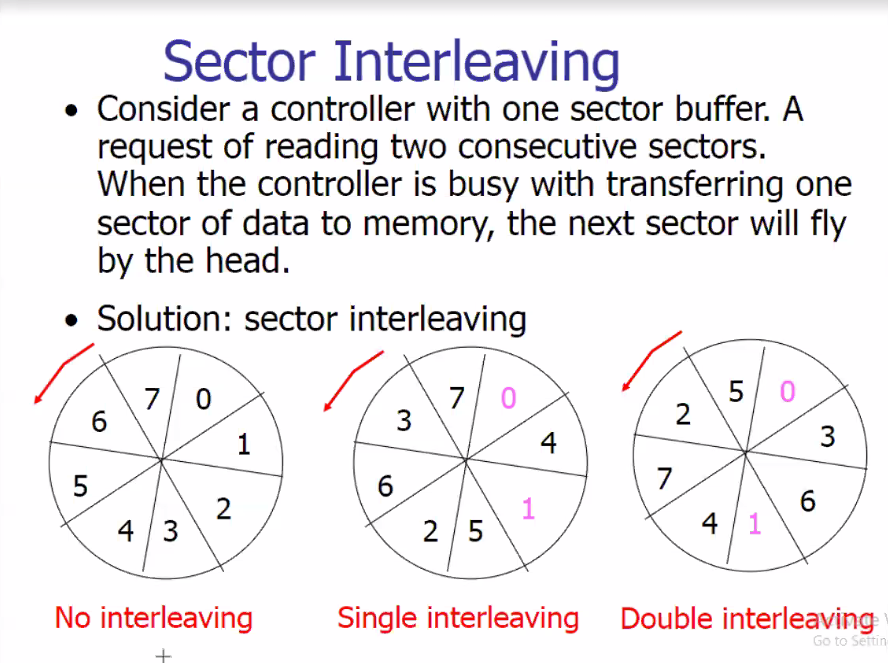 Sector Interleaving
• Consider a controller with one sector buffer. A
request of reading two consecutive sectors.
When the controller is busy with transferring one
sector of data to memory, the next sector will fly
by the head.
• Solution: sector interleaving
7 0
6 1
5 2
4 3
7 0
3 4
6 1
2 5
5 0
2 3
7 6
4 1
No interleaving
Single interleaving
Double interleaving
Go to Settin